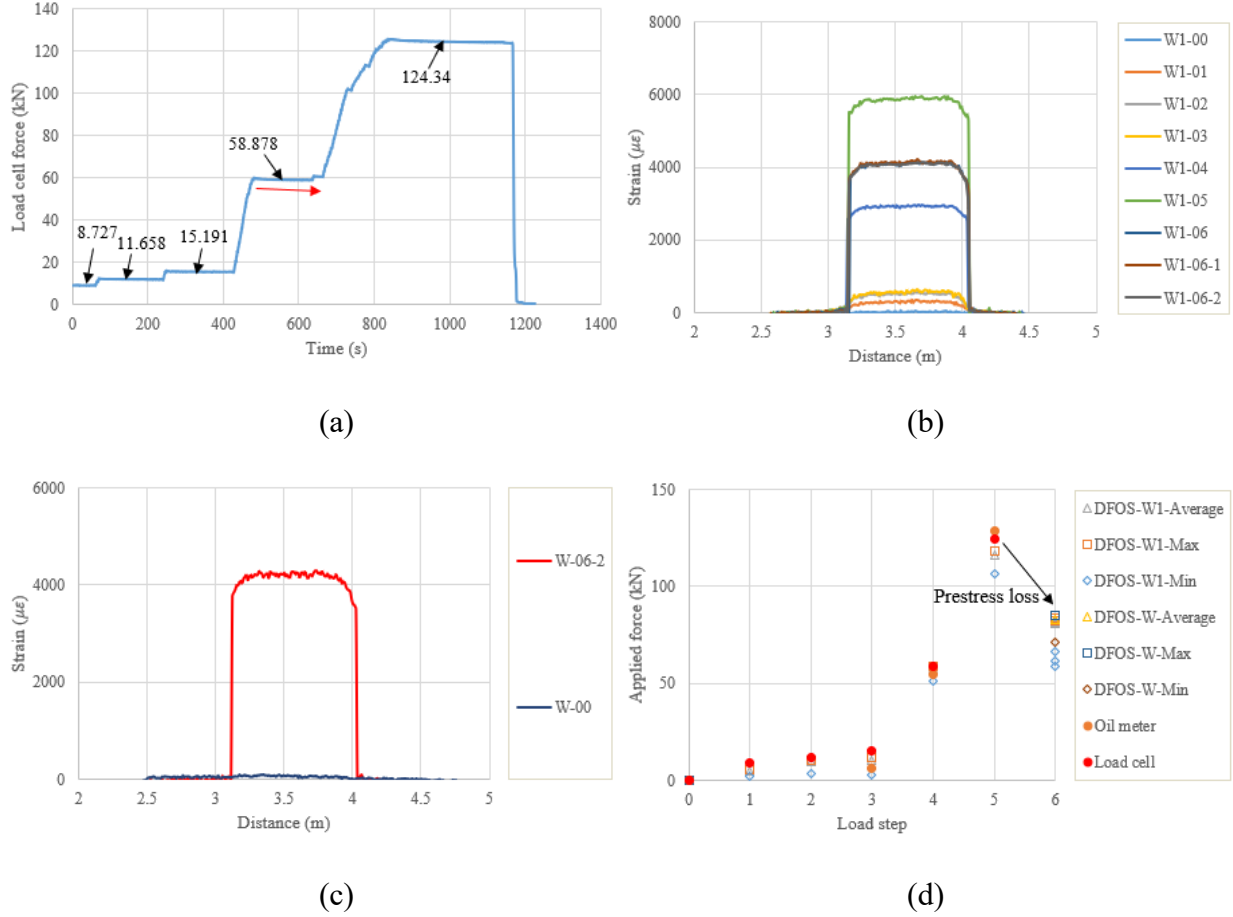 140
120
100
80
60
40
20
0
Load cell force (kN)
8.727
11.658
15.191
58.878
124.34
0 200 400 600 800 1000 1200 1400
Time (s)
(a)
8000
6000
4000
2000
0
Strain (με)
2 2.5 3 3.5 4 4.5 5
Distance (m)
W1-00
W1-01
W1-02
W1-03
W1-04
W1-05
W1-06
W1-06-1
W1-06-2
(b)
6000
4000
2000
0
Strain (με)
2 2.5 3 3.5 4 4.5 5
Distance (m)
W-06-2
W-00
(c)
150
100
50
0
Applied force (kN)
Prestress loss
0 1 2 3 4 5 6
Load step
DFOS-W1-Average
DFOS-W1-Max
DFOS-W1-Min
DFOS-W-Average
DFOS-W-Max
DFOS-W-Min
Oil meter
Load cell
(d)